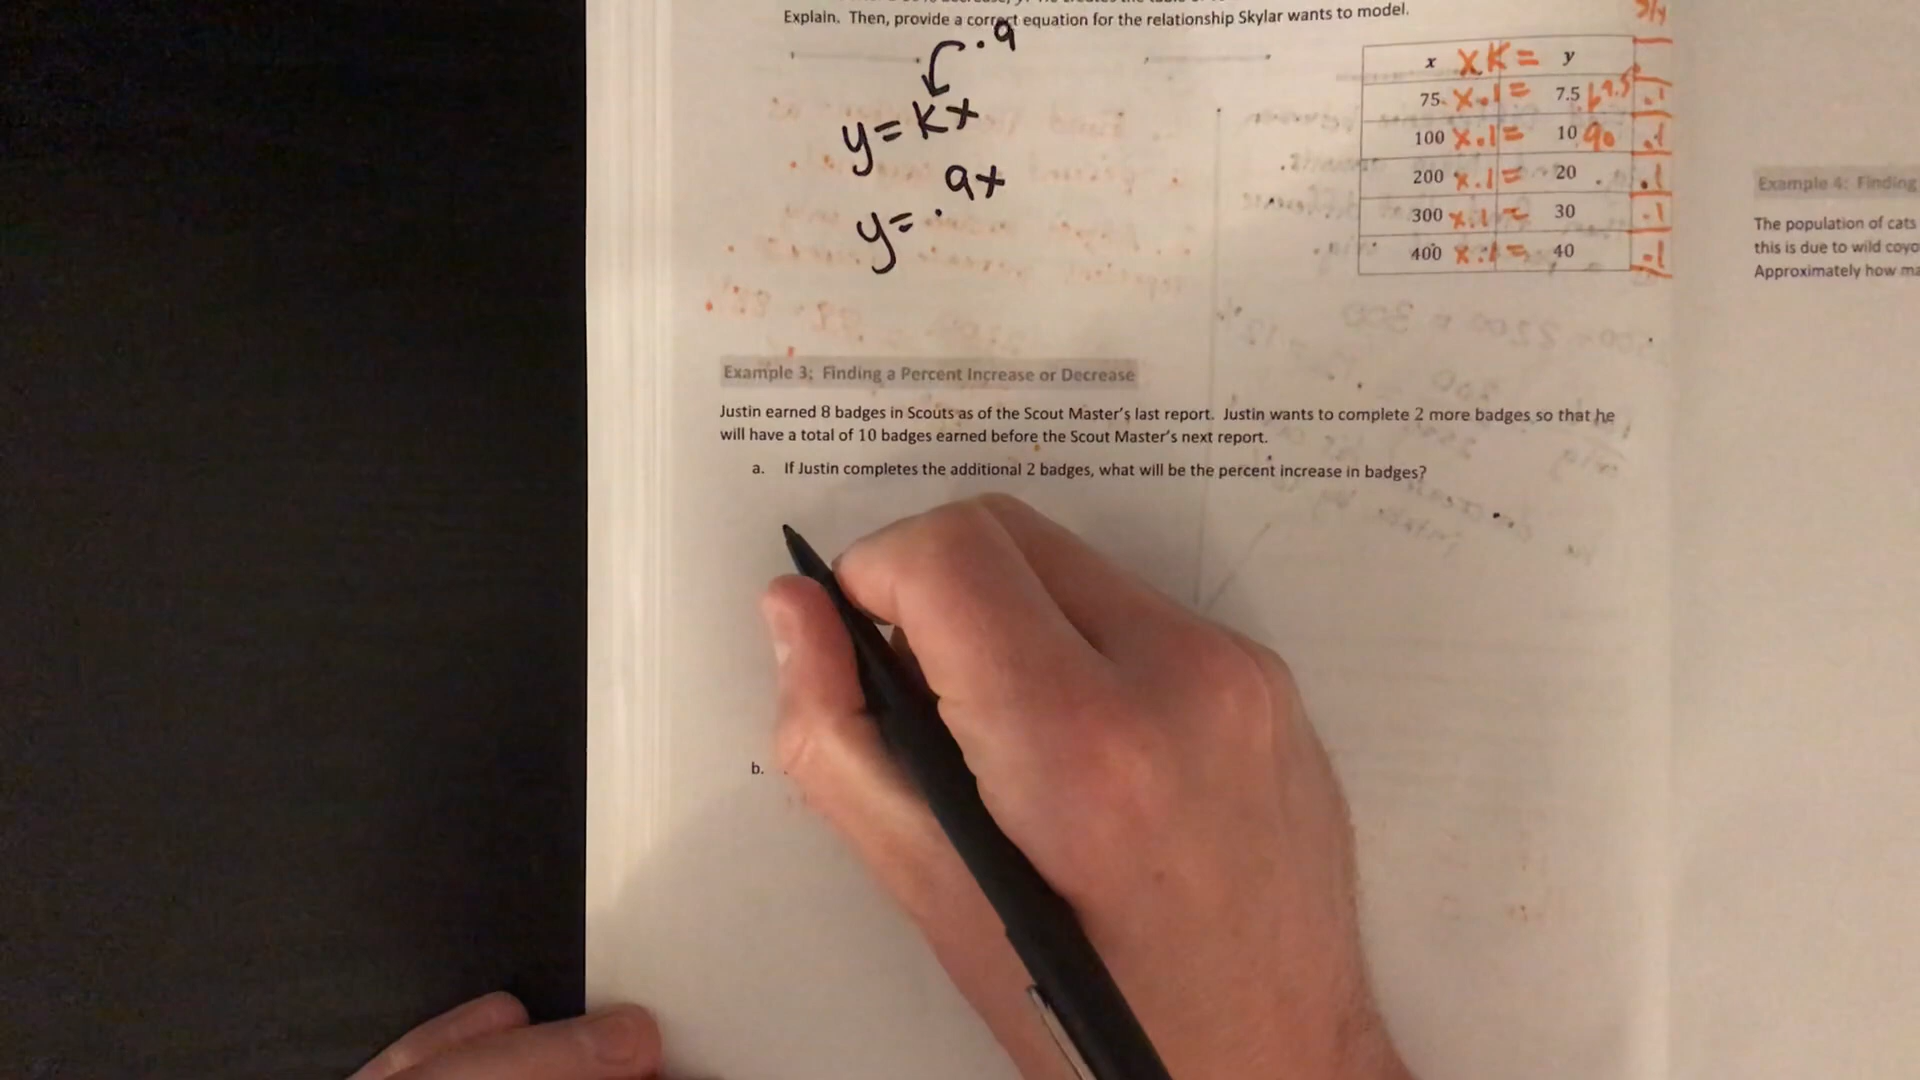 Explain. Then, provide a correct equation for the relationship Skylar wants to model.
.9
y=kx
y=.9x
y/x
x xK= y
75 x.1= 7.5 67.5 .1
100 x.1= 10 90 .1
200 x.1= 20 .1
300 x.1= 30 .1
400 x.1= 40 .1
Example 3: Finding a Percent Increase or Decrease
Justin earned 8 badges in Scouts as of the Scout Master's last report. Justin wants to complete 2 more badges so that he
will have a total of 10 badges earned before the Scout Master's next report.
a. If Justin completes the additional 2 badges, what will be the percent increase in badges?
b.
Example 4: Finding
The population of cats
this is due to wild coyo
Approximately how ma